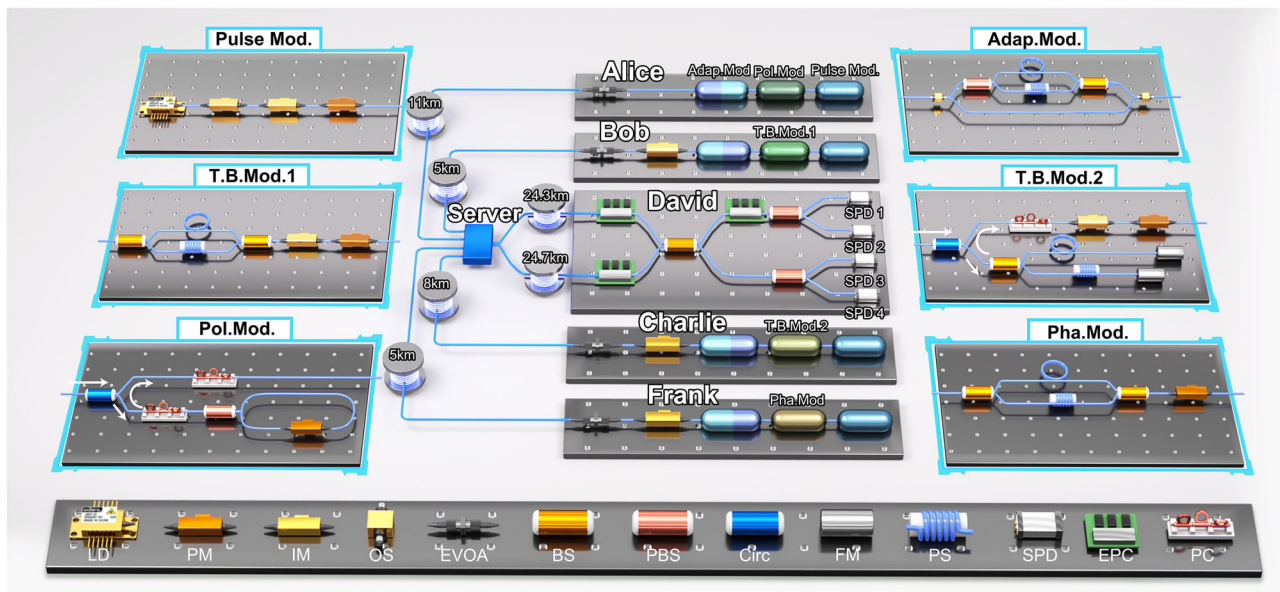 Pulse Mod.
Adap.Mod.
Alice
Adap.Mod
Pol.Mod
Pulse Mod.
11km
Bob
T.B.Mod.1
5km
T.B.Mod.1
T.B.Mod.2
24.3km
David
SPD 1
Server
SPD 2
24.7km
SPD 3
8km
SPD 4
Pol.Mod.
Charlie
T.B.Mod.2
Pha.Mod.
5km
Frank
Pha.Mod
LD
PM
IM
OS
EVOA
BS
PBS
Circ
FM
PS
SPD
EPC
PC